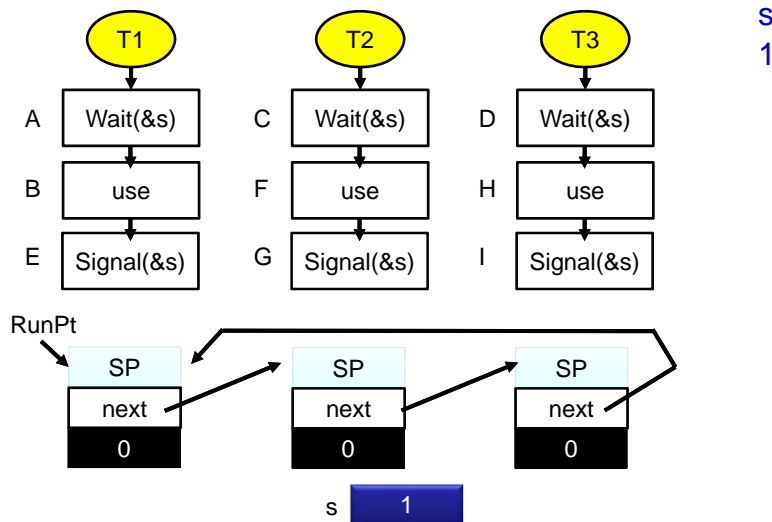 T1 T2 T3 s
1
A Wait(&s) C Wait(&s) D Wait(&s)
B use F use H use
E Signal(&s) G Signal(&s) I Signal(&s)
RunPt
SP SP SP
next next next
0 0 0
s 1